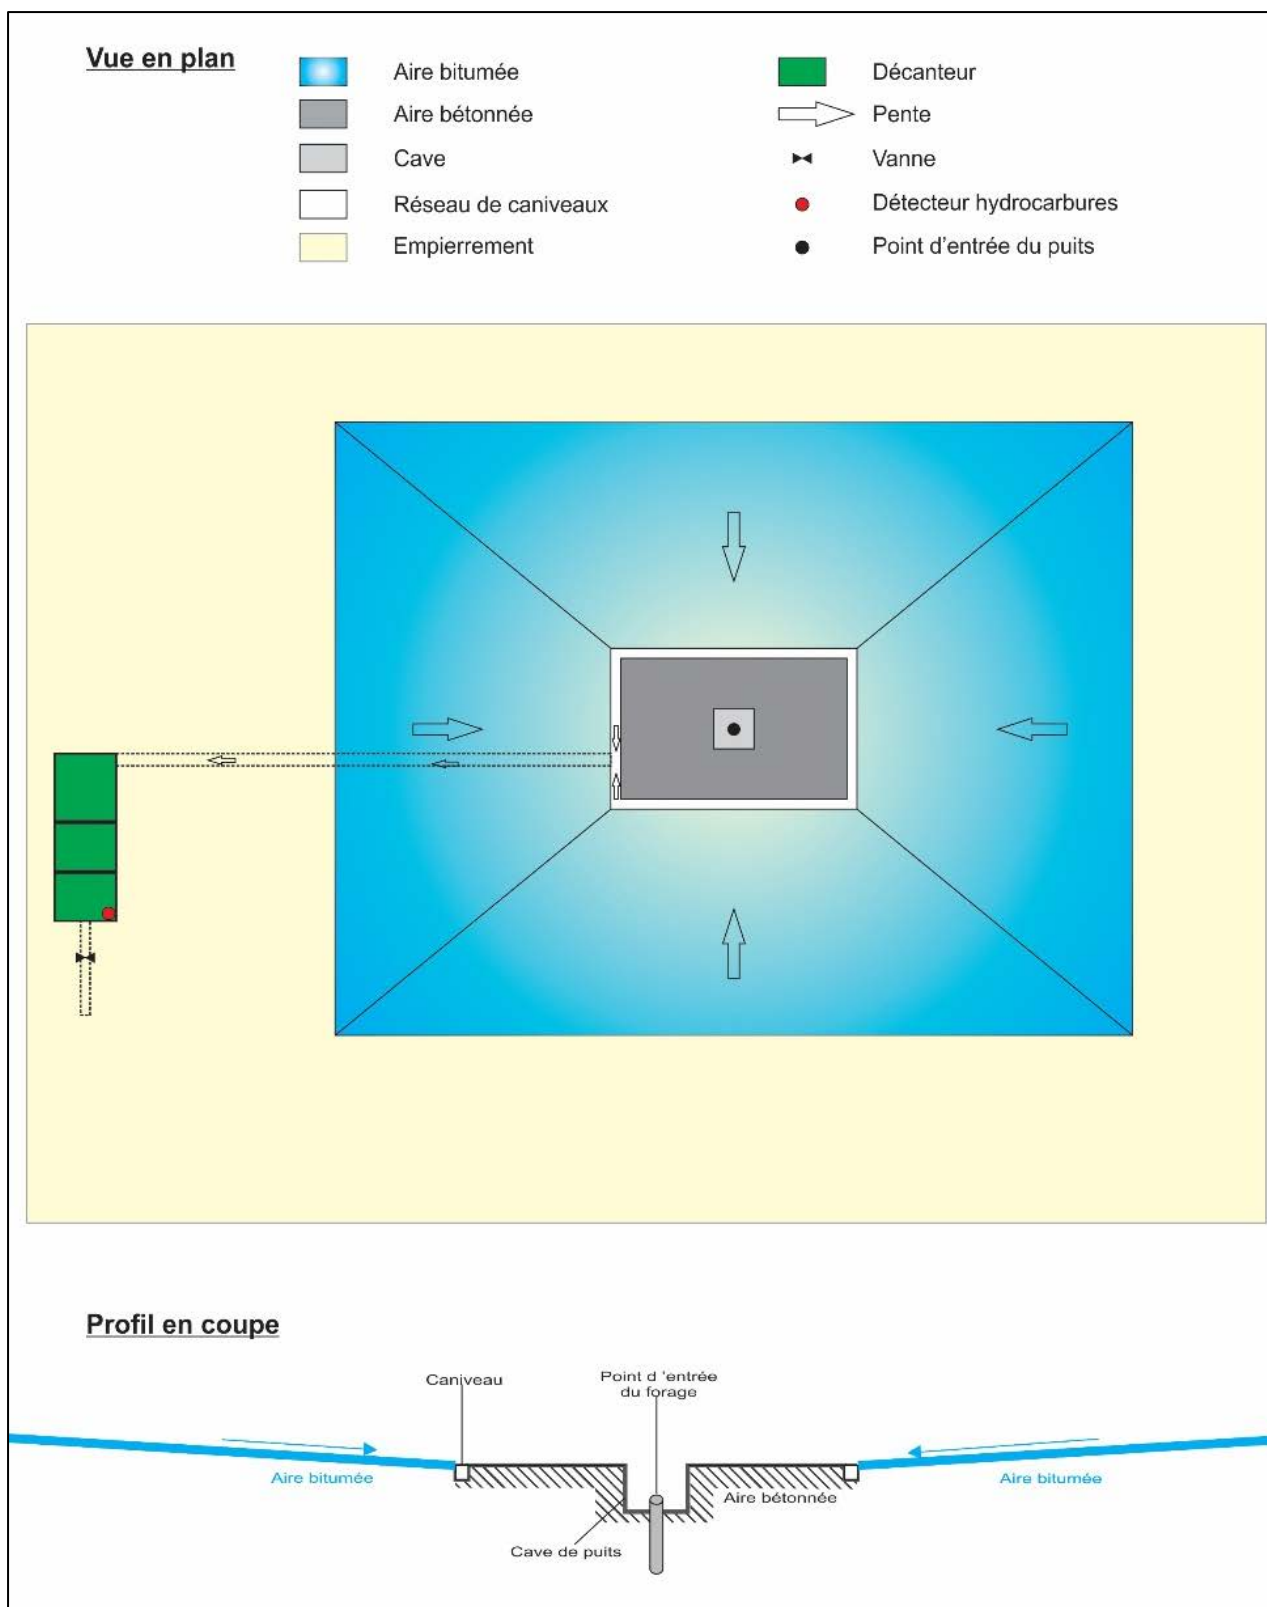 Vue en plan
Aire bitumée
Aire bétonnée
Cave
Réseau de caniveaux
Empierrement
Décanteur
Pente
Vanne
Détecteur hydrocarbures
Point d'entrée du puits
Profil en coupe
Caniveau
Point d 'entrée
du forage
Aire bitumée
Aire bitumée
Aire bétonnée
Cave de puits